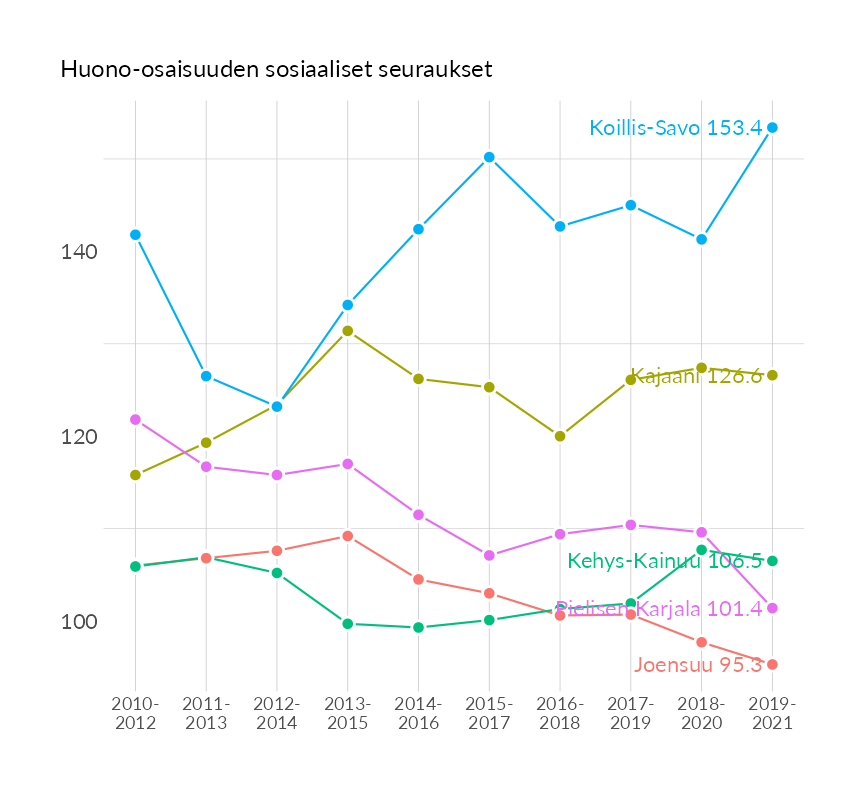 Huono-osaisuuden sosiaaliset seuraukset
Koillis-Savo 153.4
140
Kajaani 126.6
120
Kehys-Kainuu 106.5
Pielisen Karjala 101.4
100
Joensuu 95.3
2010- 2011- 2012- 2013- 2014- 2015- 2016- 2017- 2018- 2019-
2012 2013 2014 2015 2016 2017 2018 2019 2020 2021